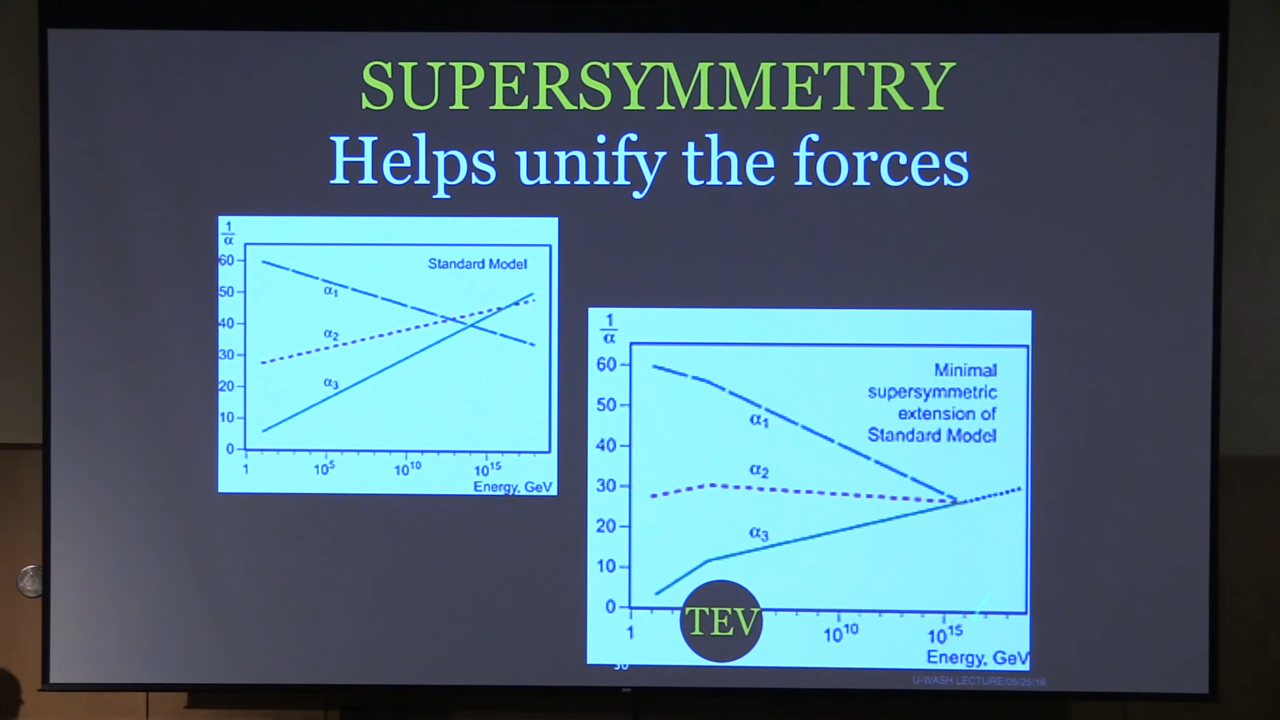 SUPERSYMMETRY
Helps unify the forces
1
α
60
50
40
30
20
10
0
Standard Model
α1
α2
α3
1
10⁵
10¹⁰
10¹⁵
Energy, GeV
1
α
60
50
40
30
20
10
0
Minimal
supersymmetric
extension of
Standard Model
α1
α2
α3
1
TEV
10¹⁰
10¹⁵
Energy, GeV
U-WASH LECTURE/05/25/16